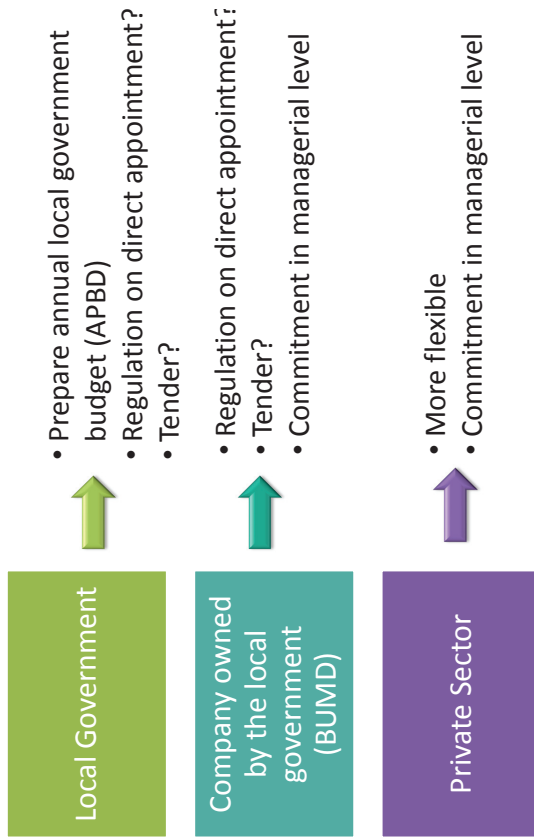 Local Government
• Prepare annual local government
budget (APBD)
• Regulation on direct appointment?
• Tender?
Company owned
by the local
government
(BUMD)
• Regulation on direct appointment?
• Tender?
• Commitment in managerial level
Private Sector
• More flexible
• Commitment in managerial level